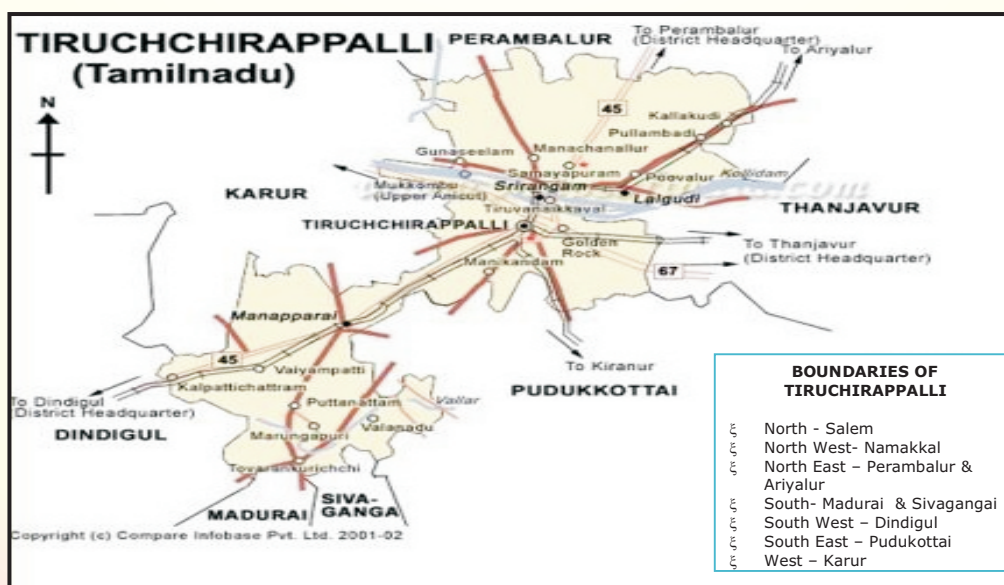 TIRUCHCHIRAPPALLI
(Tamilnadu)
PERAMBALUR
To Perambalur
(District Headquarter)
To Ariyalur
N
45
Kallakudi
Pullambadi
Gunaseelam
Manachanallur
Samayapuram
Poovalur
Kollidam
KARUR
Mukkombu
(Upper Anicut)
Srirangam
Lalgudi
Tiruvanaikkaval
THANJAVUR
TIRUCHCHIRAPPALLI
Golden
Rock
To Thanjavur
(District Headquarter)
Manikandam
67
Manapparai
45
To Kiranur
Vaiyampatti
PUDUKKOTTAI
Kalpattichattram
To Dindigul
(District Headquarter)
Puttanattam
Vallar
Valanadu
DINDIGUL
Marungapuri
Tovarankurichchi
SIVA-
GANGA
MADURAI
Copyright (c) Compare Infobase Pvt. Ltd. 2001-02
BOUNDARIES OF
TIRUCHIRAPPALLI
ξ North - Salem
ξ North West- Namakkal
ξ North East – Perambalur &
Ariyalur
ξ South- Madurai & Sivagangai
ξ South West – Dindigul
ξ South East – Pudukottai
ξ West – Karur